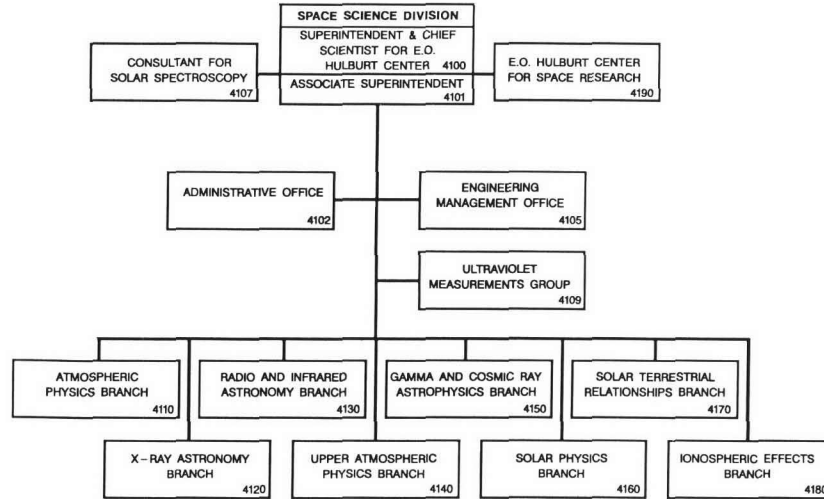 SPACE SCIENCE DIVISION
SUPERINTENDENT & CHIEF
SCIENTIST FOR E.O.
HULBURT CENTER 4100
ASSOCIATE SUPERINTENDENT
4101
CONSULTANT FOR
SOLAR SPECTROSCOPY
4107
E.O. HULBURT CENTER
FOR SPACE RESEARCH
4190
ADMINISTRATIVE OFFICE
4102
ENGINEERING
MANAGEMENT OFFICE
4105
ULTRAVIOLET
MEASUREMENTS GROUP
4109
ATMOSPHERIC
PHYSICS BRANCH
4110
RADIO AND INFRARED
ASTRONOMY BRANCH
4130
GAMMA AND COSMIC RAY
ASTROPHYSICS BRANCH
4150
SOLAR TERRESTRIAL
RELATIONSHIPS BRANCH
4170
X-RAY ASTRONOMY
BRANCH
4120
UPPER ATMOSPHERIC
PHYSICS BRANCH
4140
SOLAR PHYSICS
BRANCH
4160
IONOSPHERIC EFFECTS
BRANCH
4180